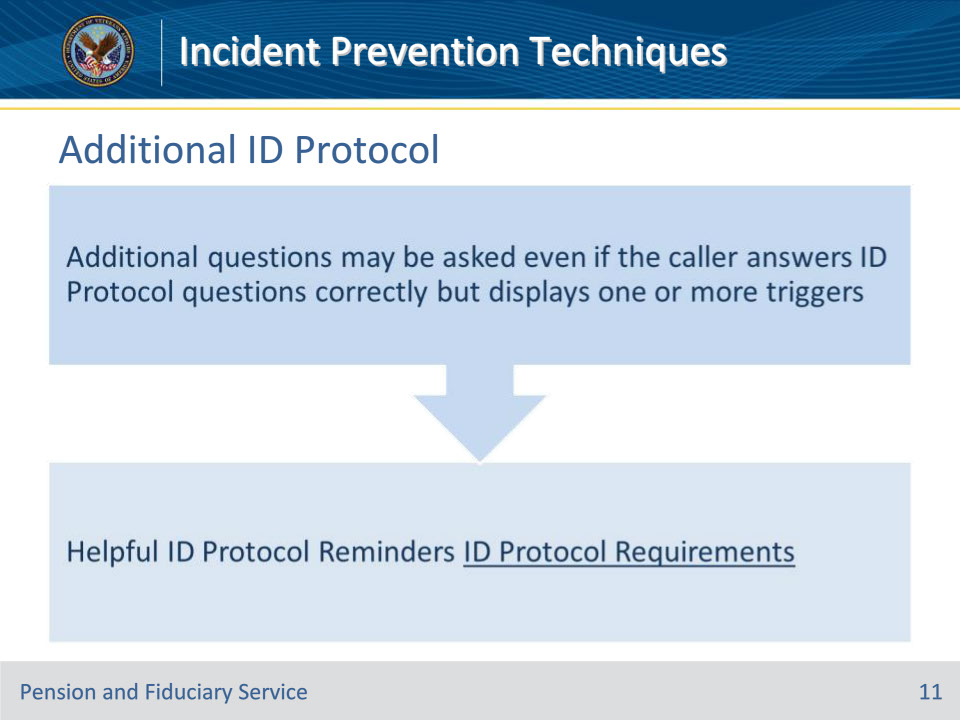 Incident Prevention Techniques
Additional ID Protocol
Additional questions may be asked even if the caller answers ID
Protocol questions correctly but displays one or more triggers
Helpful ID Protocol Reminders ID Protocol Requirements
Pension and Fiduciary Service
11